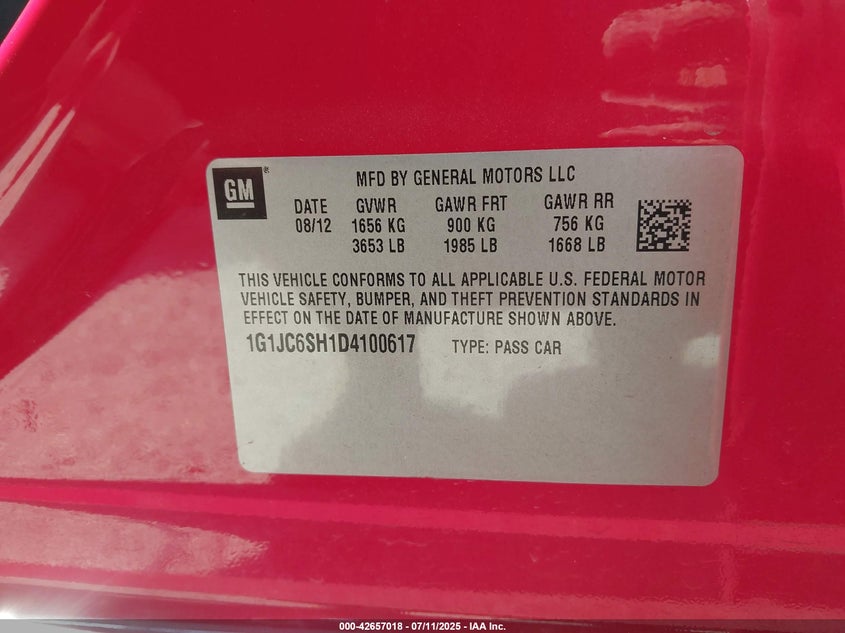 GM®
MFD BY GENERAL MOTORS LLC
DATE GVWR GAWR FRT GAWR RR
08/12 1656 KG 900 KG 756 KG
3653 LB 1985 LB 1668 LB
THIS VEHICLE CONFORMS TO ALL APPLICABLE U.S. FEDERAL MOTOR
VEHICLE SAFETY, BUMPER, AND THEFT PREVENTION STANDARDS IN
EFFECT ON THE DATE OF MANUFACTURE SHOWN ABOVE.
1G1JC6SH1D4100617 TYPE: PASS CAR
000-42657018 - 07/11/2025 - IAA Inc.